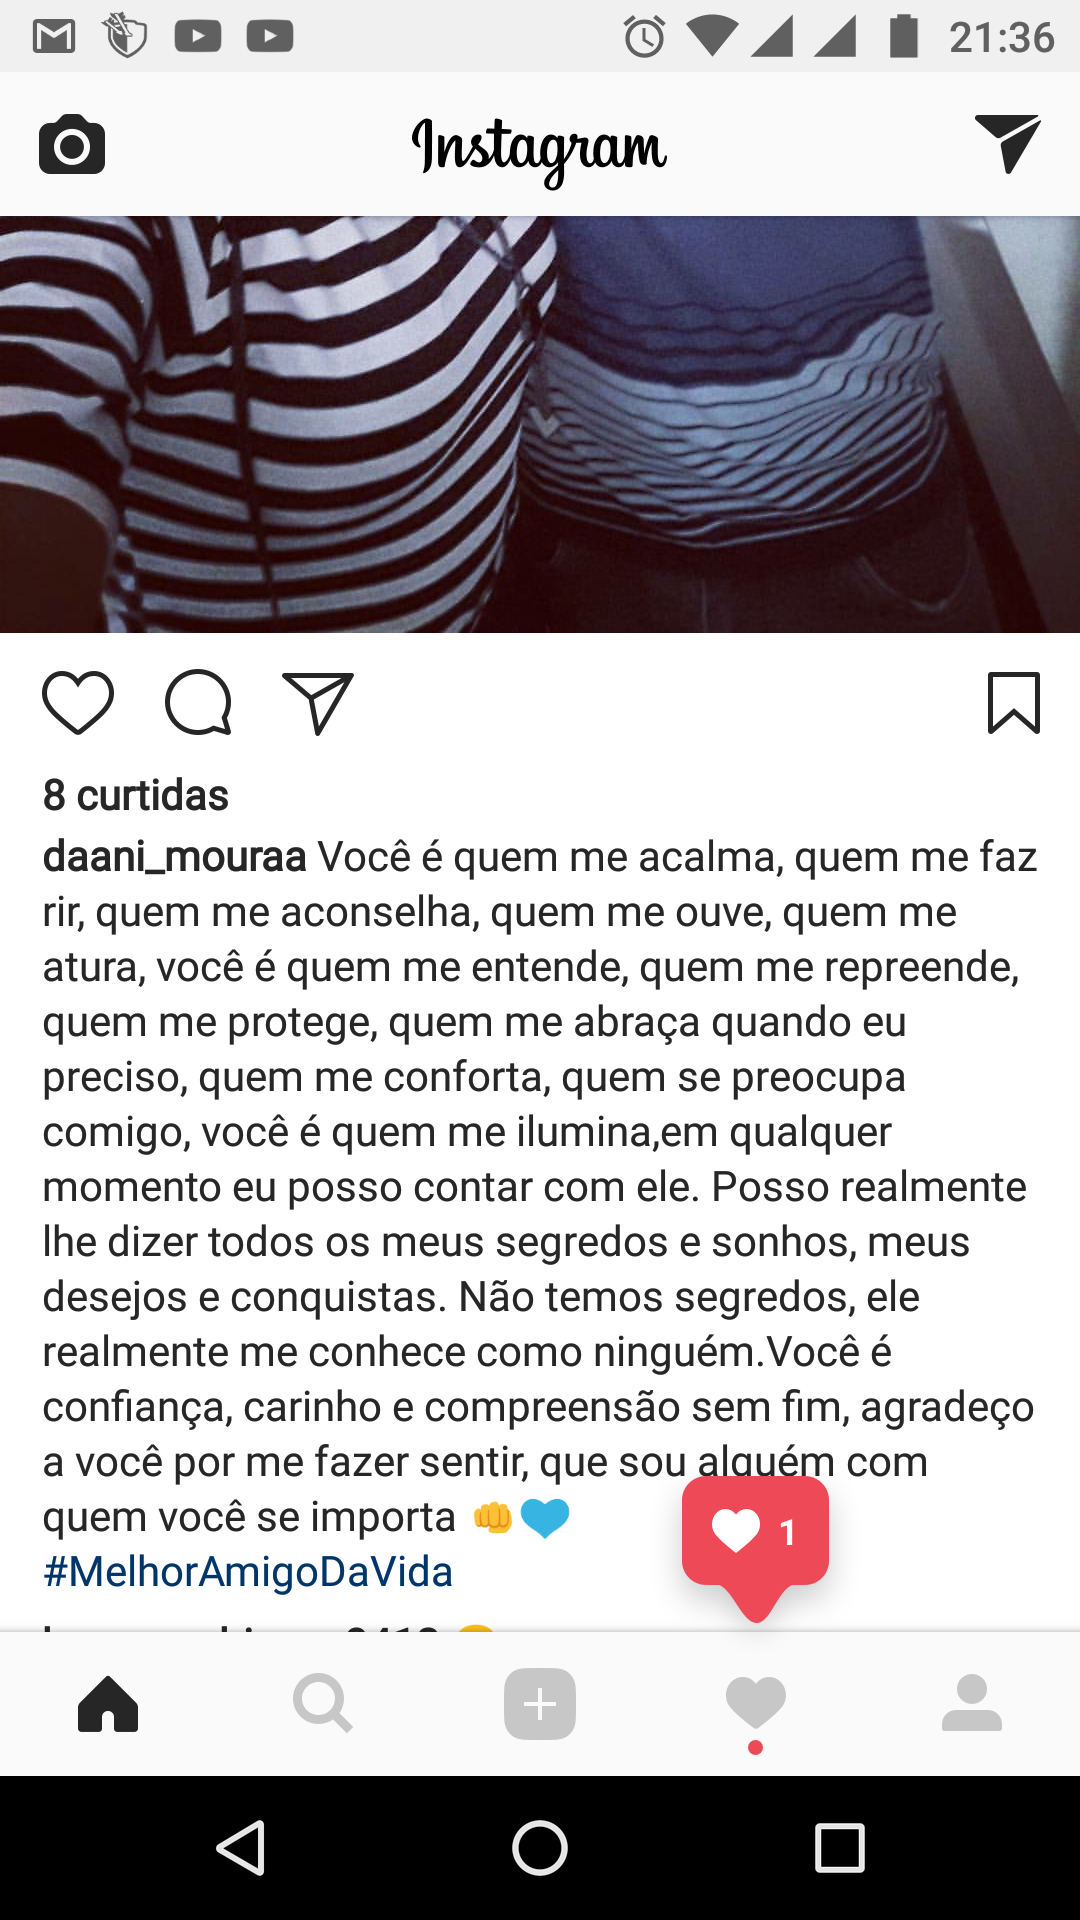 21:36
Instagram
8 curtidas
daani_mouraa Você é quem me acalma, quem me faz
rir, quem me aconselha, quem me ouve, quem me
atura, você é quem me entende, quem me repreende,
quem me protege, quem me abraça quando eu
preciso, quem me conforta, quem se preocupa
comigo, você é quem me ilumina,em qualquer
momento eu posso contar com ele. Posso realmente
lhe dizer todos os meus segredos e sonhos, meus
desejos e conquistas. Não temos segredos, ele
realmente me conhece como ninguém.Você é
confiança, carinho e compreensão sem fim, agradeço
a você por me fazer sentir, que sou alguém com
quem você se importa 👊💙
#MelhorAmigoDaVida
1